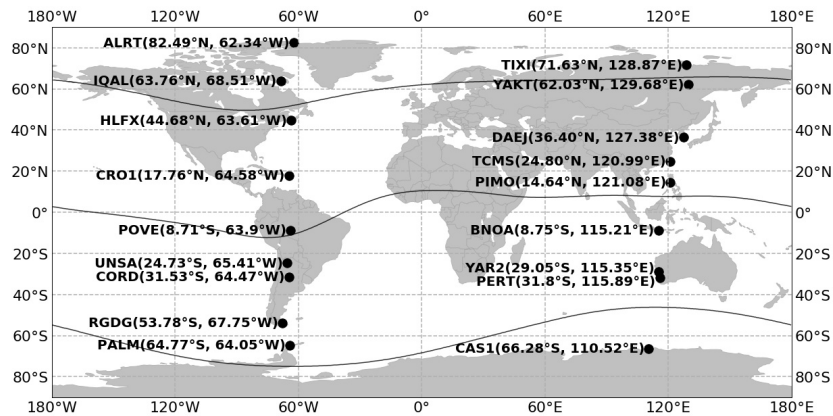 180°W 120°W 60°W 0° 60°E 120°E 180°E
80°N 80°N
ALRT(82.49°N, 62.34°W)
TIXI(71.63°N, 128.87°E)
IQAL(63.76°N, 68.51°W)
YAKT(62.03°N, 129.68°E)
60°N 60°N
HLFX(44.68°N, 63.61°W)
40°N 40°N
DAEJ(36.40°N, 127.38°E)
TCMS(24.80°N, 120.99°E)
20°N 20°N
CRO1(17.76°N, 64.58°W)
PIMO(14.64°N, 121.08°E)
0° 0°
POVE(8.71°S, 63.9°W)
BNOA(8.75°S, 115.21°E)
20°S 20°S
UNSA(24.73°S, 65.41°W)
YAR2(29.05°S, 115.35°E)
CORD(31.53°S, 64.47°W)
PERT(31.8°S, 115.89°E)
40°S 40°S
RGDG(53.78°S, 67.75°W)
60°S 60°S
PALM(64.77°S, 64.05°W)
CAS1(66.28°S, 110.52°E)
80°S 80°S
180°W 120°W 60°W 0° 60°E 120°E 180°E